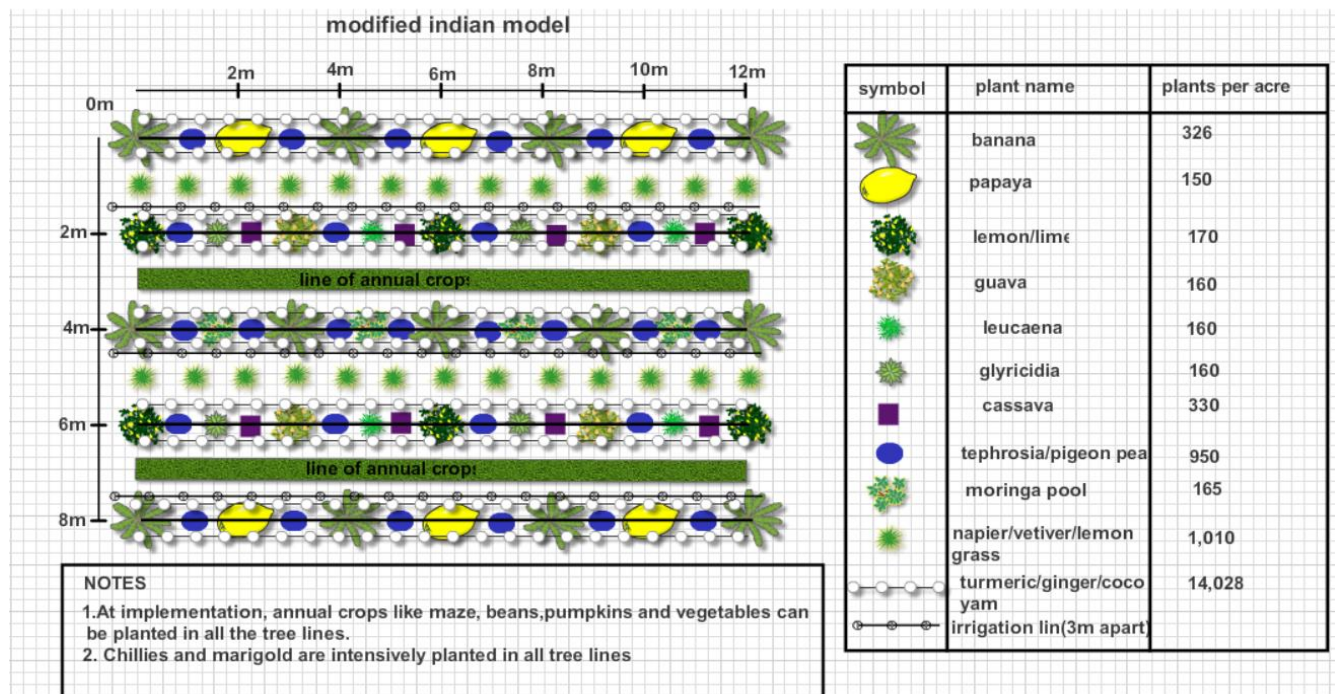 modified indian model
2m 4m 6m 8m 10m 12m
0m
2m
line of annual crops
4m
6m
line of annual crops
8m
symbol plant name plants per acre
banana 326
papaya 150
lemon/lime 170
guava 160
leucaena 160
glyricidia 160
cassava 330
tephrosia/pigeon pea 950
moringa pool 165
napier/vetiver/lemon 1,010
grass
turmeric/ginger/coco 14,028
yam
irrigation lin(3m apart)
NOTES
1.At implementation, annual crops like maze, beans,pumpkins and vegetables can
be planted in all the tree lines.
2. Chillies and marigold are intensively planted in all tree lines